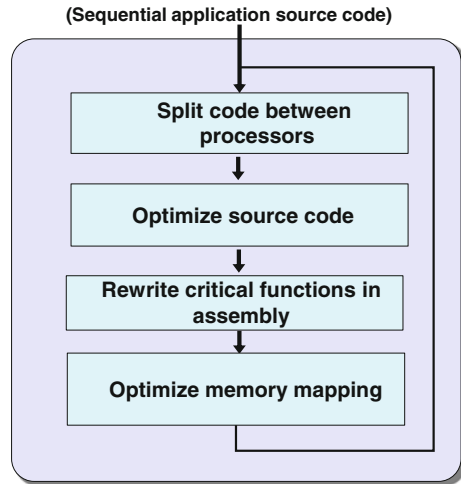 (Sequential application source code)
Split code between
processors
Optimize source code
Rewrite critical functions in
assembly
Optimize memory mapping